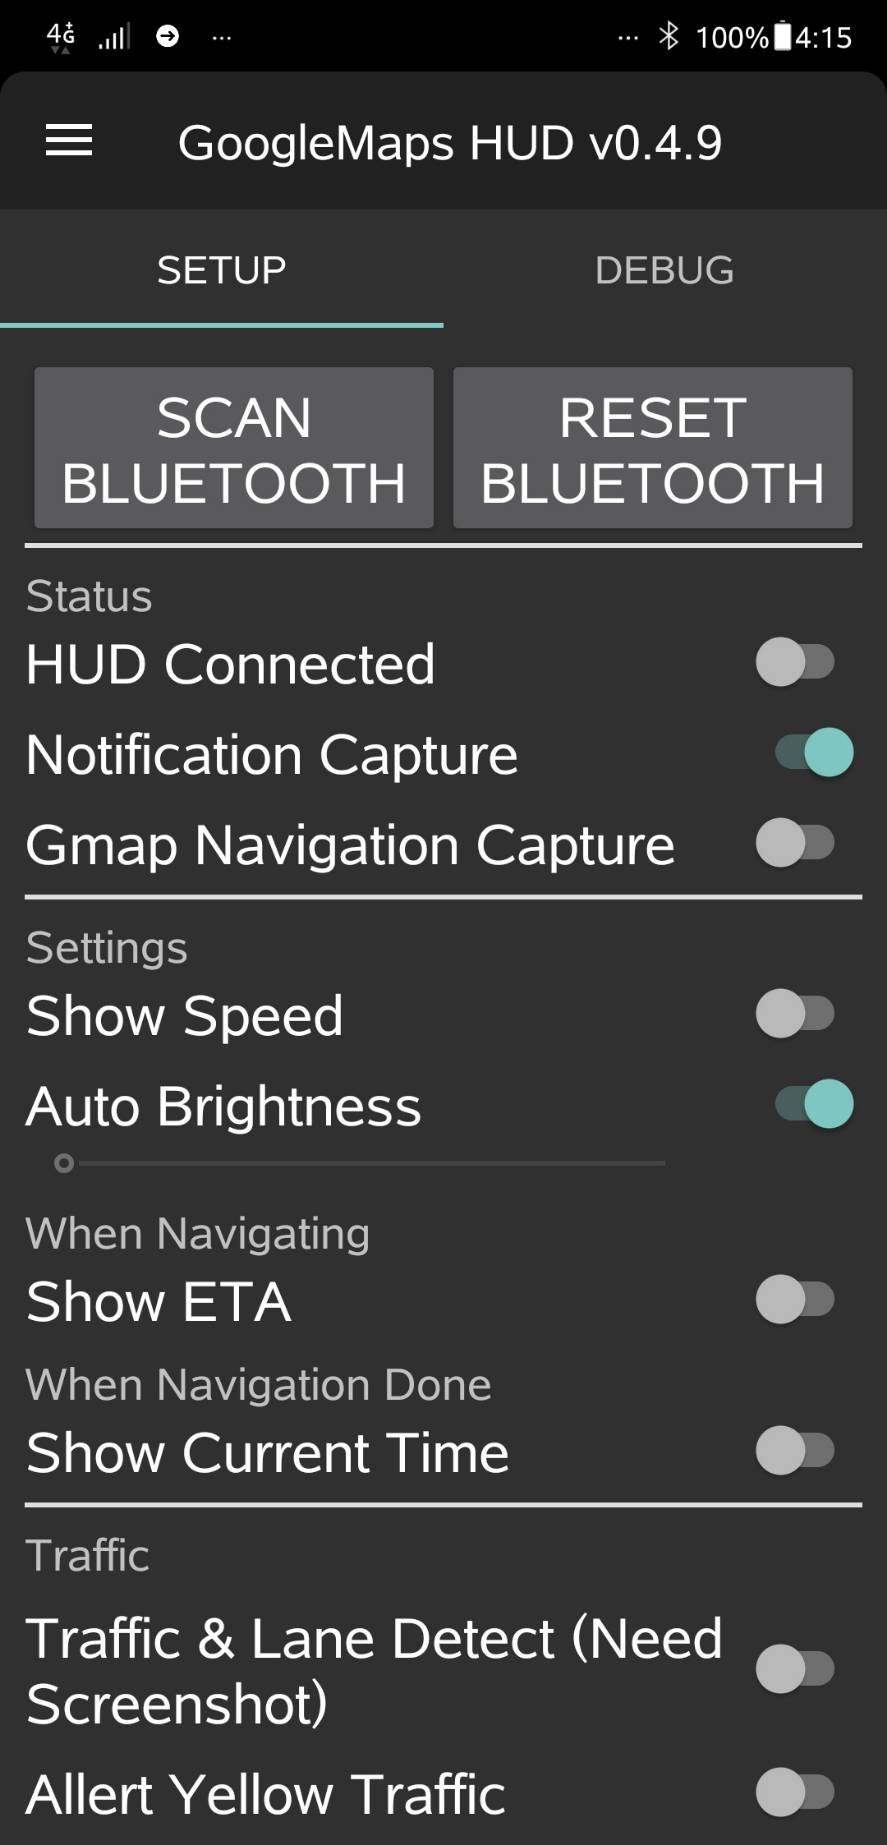 4G+ ... ... 100% 4:15
GoogleMaps HUD v0.4.9
SETUP DEBUG
SCAN BLUETOOTH
RESET BLUETOOTH
Status
HUD Connected
Notification Capture
Gmap Navigation Capture
Settings
Show Speed
Auto Brightness
When Navigating
Show ETA
When Navigation Done
Show Current Time
Traffic
Traffic & Lane Detect (Need
Screenshot)
Allert Yellow Traffic